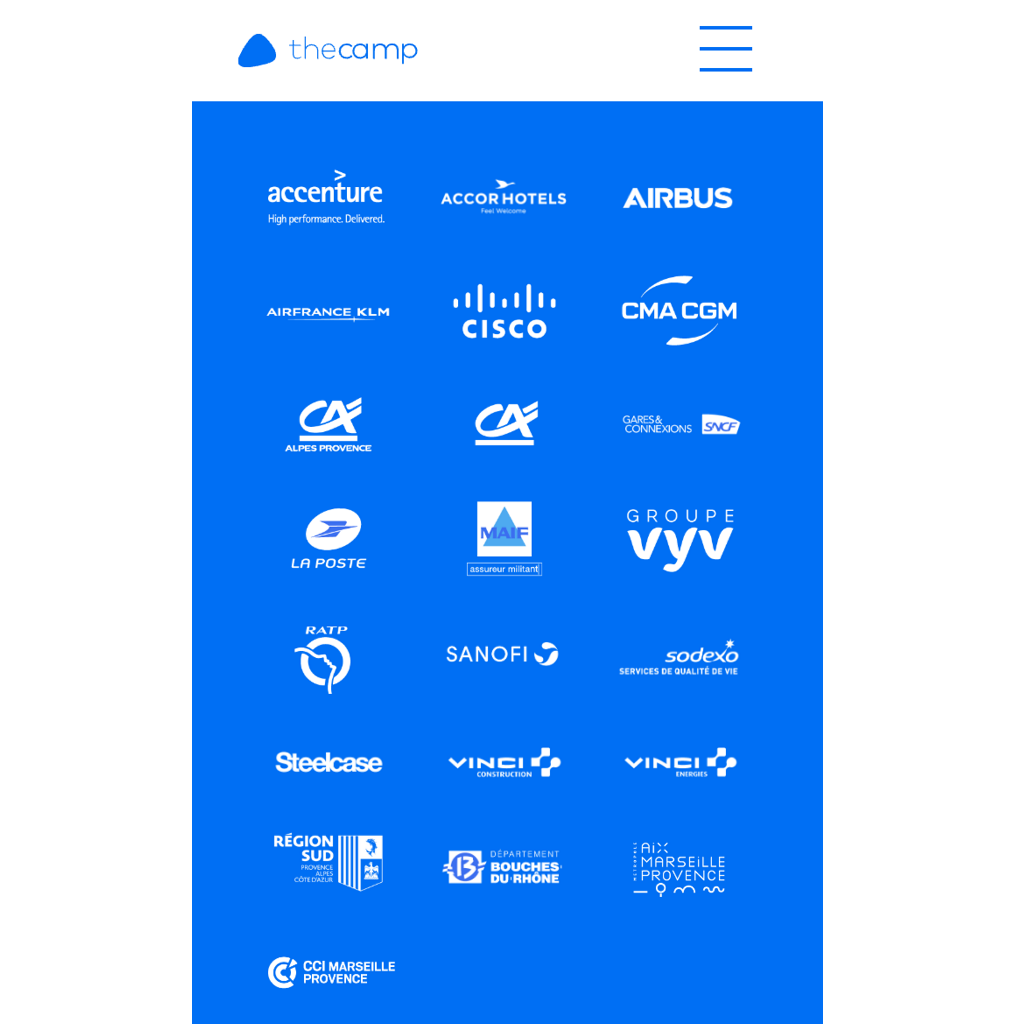 thecamp
accenture
High performance. Delivered.
ACCORHOTELS
Feel Welcome
AIRBUS
AIRFRANCE KLM
CISCO
CMA CGM
CA
ALPES PROVENCE
CA
GARES&
CONNEXIONS
SNCF
LA POSTE
MAIF
assureur militant
GROUPE
vyv
RATP
SANOFI
sodexo
SERVICES DE QUALITÉ DE VIE
Steelcase
VINCI
CONSTRUCTION
VINCI
ENERGIES
RÉGION
SUD
PROVENCE
ALPES
CÔTE D'AZUR
DÉPARTEMENT
BOUCHES
DU RHÔNE
AiX
MARSEiLLE
PROVENCE
CCI MARSEILLE
PROVENCE